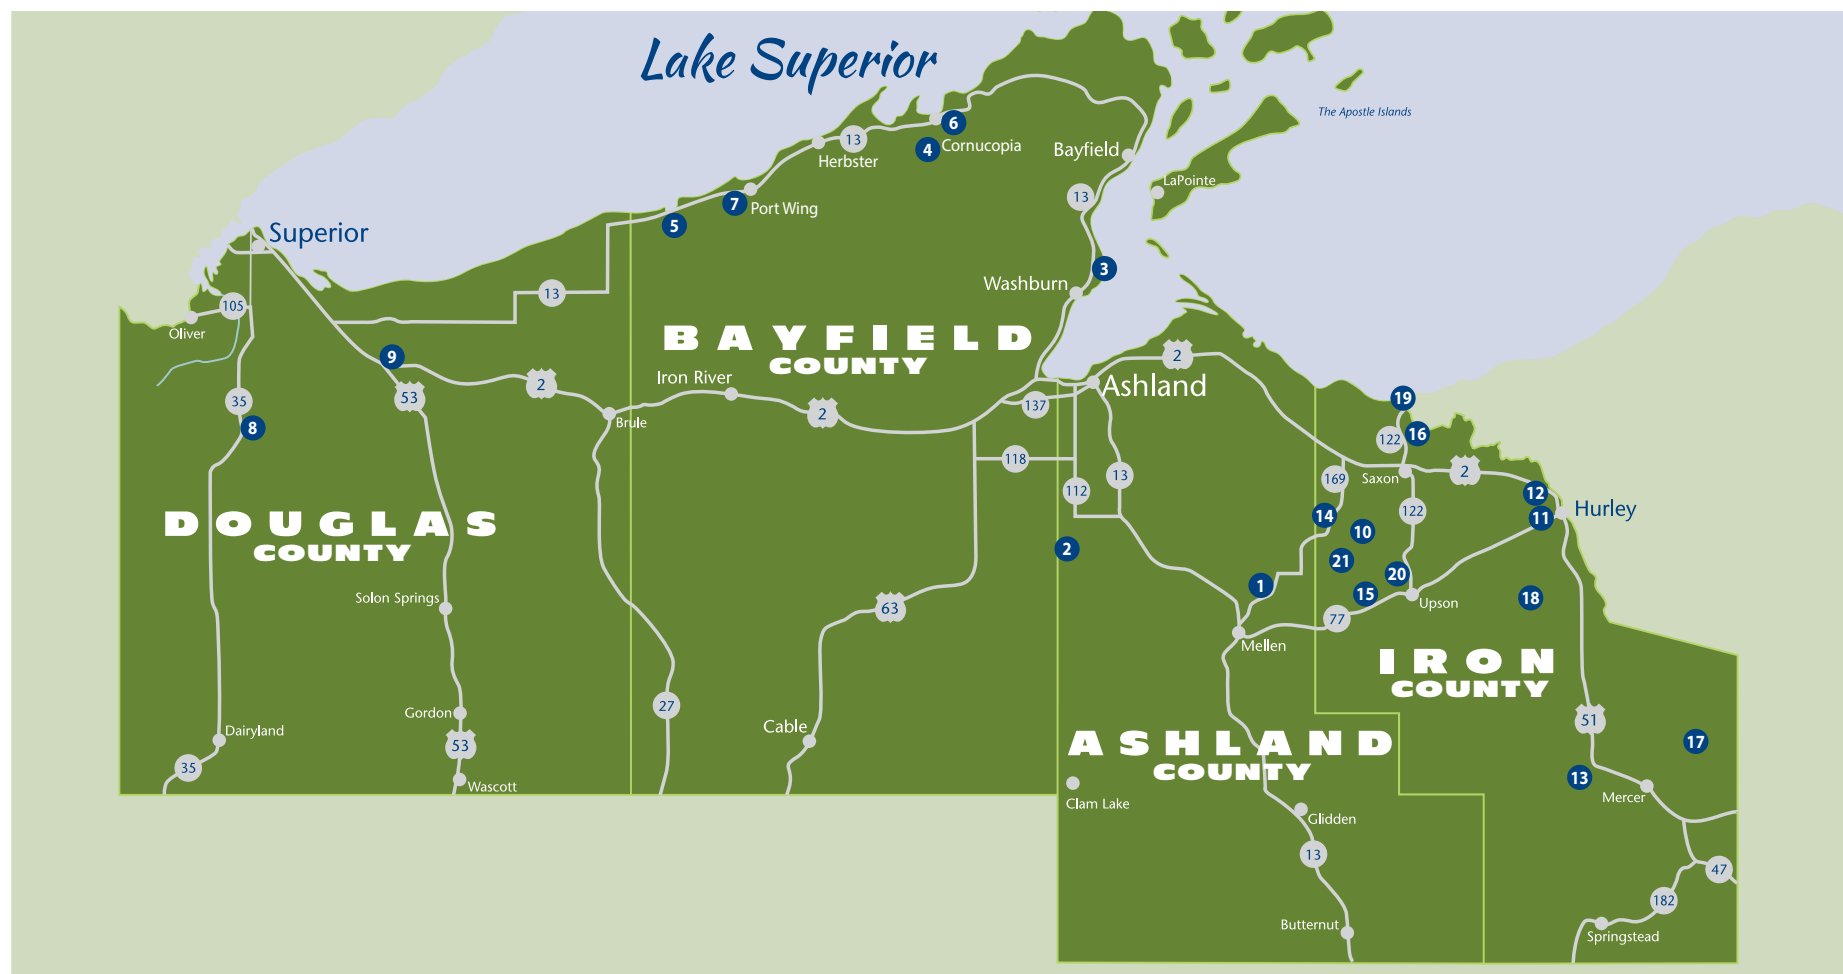 Lake Superior
The Apostle Islands
6
Cornucopia
4
13
Herbster
Bayfield
LaPointe
13
7
Port Wing
5
Superior
3
Washburn
13
105
Oliver
BAYFIELD
COUNTY
9
2
2
Iron River
Ashland
53
35
8
Brule
2
137
19
122
16
118
13
112
169
Saxon
2
12
Hurley
11
14
122
10
DOUGLAS
COUNTY
2
21
20
1
15
Upson
18
Solon Springs
63
77
Mellen
IRON
COUNTY
27
Gordon
51
Dairyland
53
Cable
17
ASHLAND
COUNTY
35
Wascott
13
Mercer
Clam Lake
Glidden
13
47
182
Butternut
Springstead